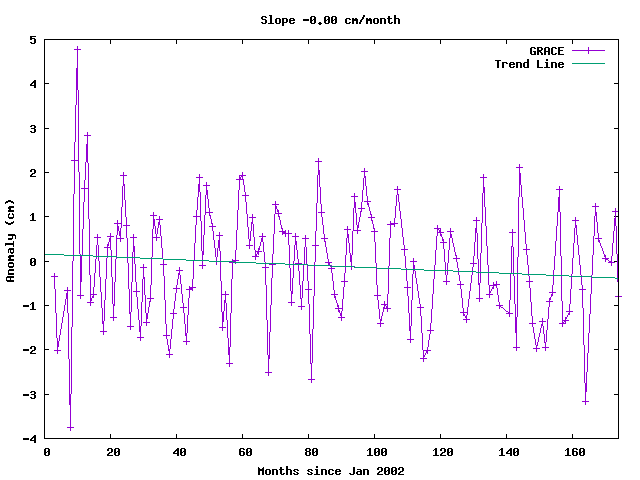 Slope -0.00 cm/month
GRACE
Trend Line
5
4
3
2
1
0
-1
-2
-3
-4
Anomaly (cm)
0 20 40 60 80 100 120 140 160
Months since Jan 2002